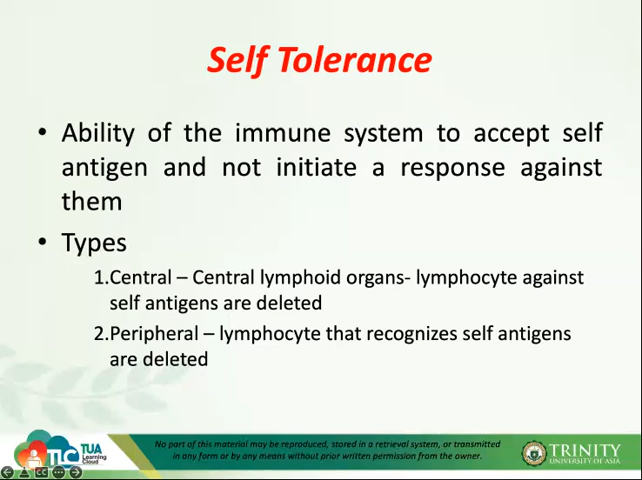 Self Tolerance
• Ability of the immune system to accept self
antigen and not initiate a response against
them
• Types
1.Central – Central lymphoid organs- lymphocyte against
self antigens are deleted
2.Peripheral – lymphocyte that recognizes self antigens
are deleted
TLC TUA
Learning
Cloud
No part of this material may be reproduced, stored in a retrieval system, or transmitted
in any form or by any means without prior written permission from the owner.
TRINITY
UNIVERSITY OF ASIA